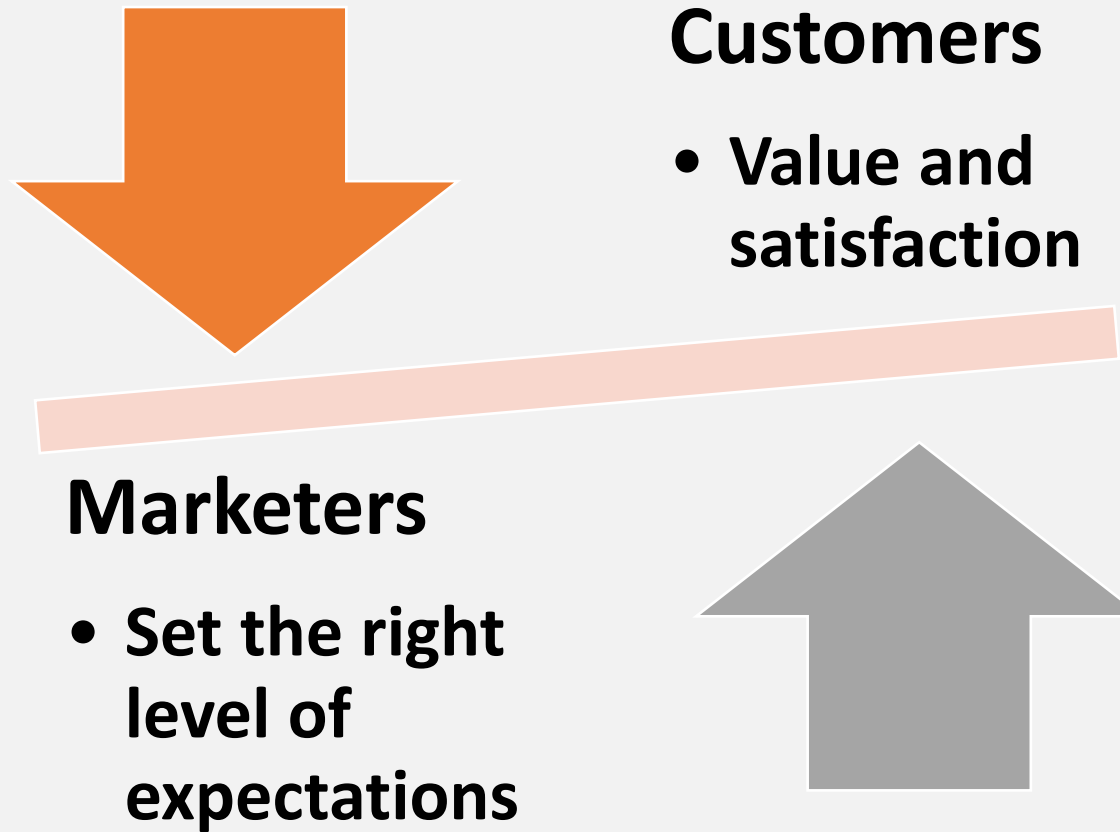 Customers
• Value and
satisfaction
Marketers
• Set the right
level of
expectations